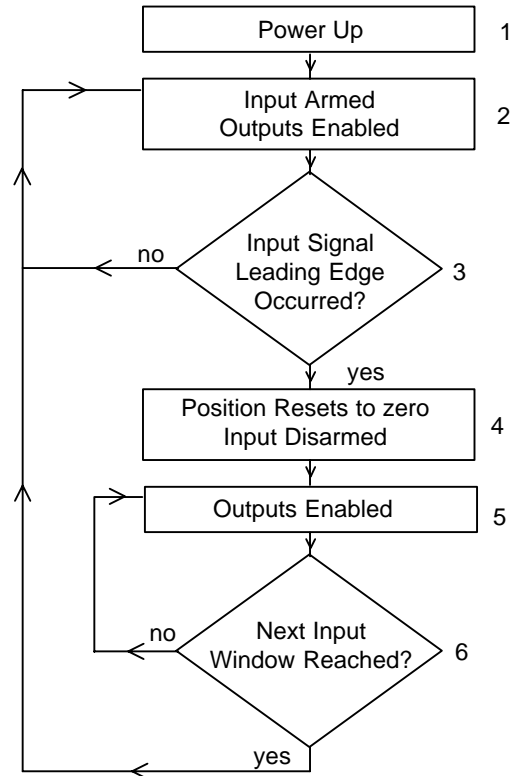 Power Up
1
Input Armed
Outputs Enabled
2
Input Signal
Leading Edge
Occurred?
3
no
yes
Position Resets to zero
Input Disarmed
4
Outputs Enabled
5
no
Next Input
Window Reached?
6
yes